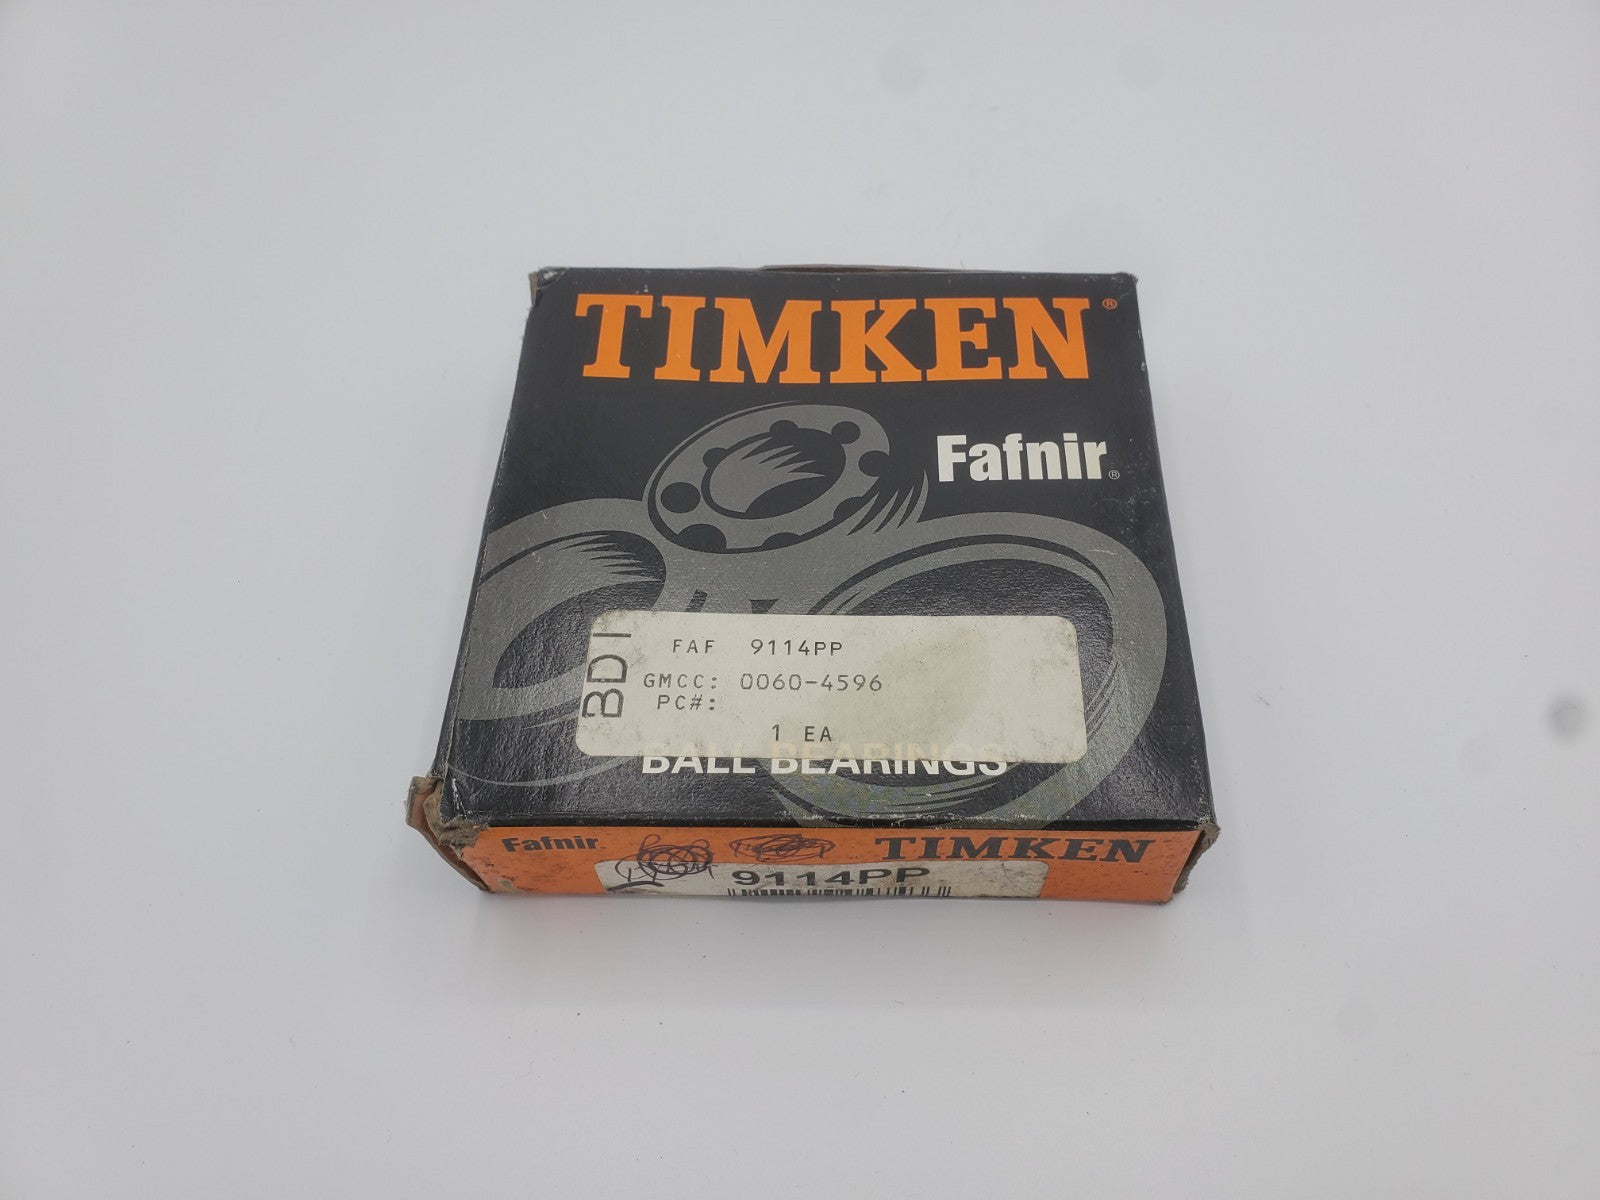 TIMKEN®
Fafnir®
BDI
FAF 9114PP
GMCC: 0060-4596
PC#:
1 EA
BALL BEARINGS
Fafnir. TIMKEN
9114PP